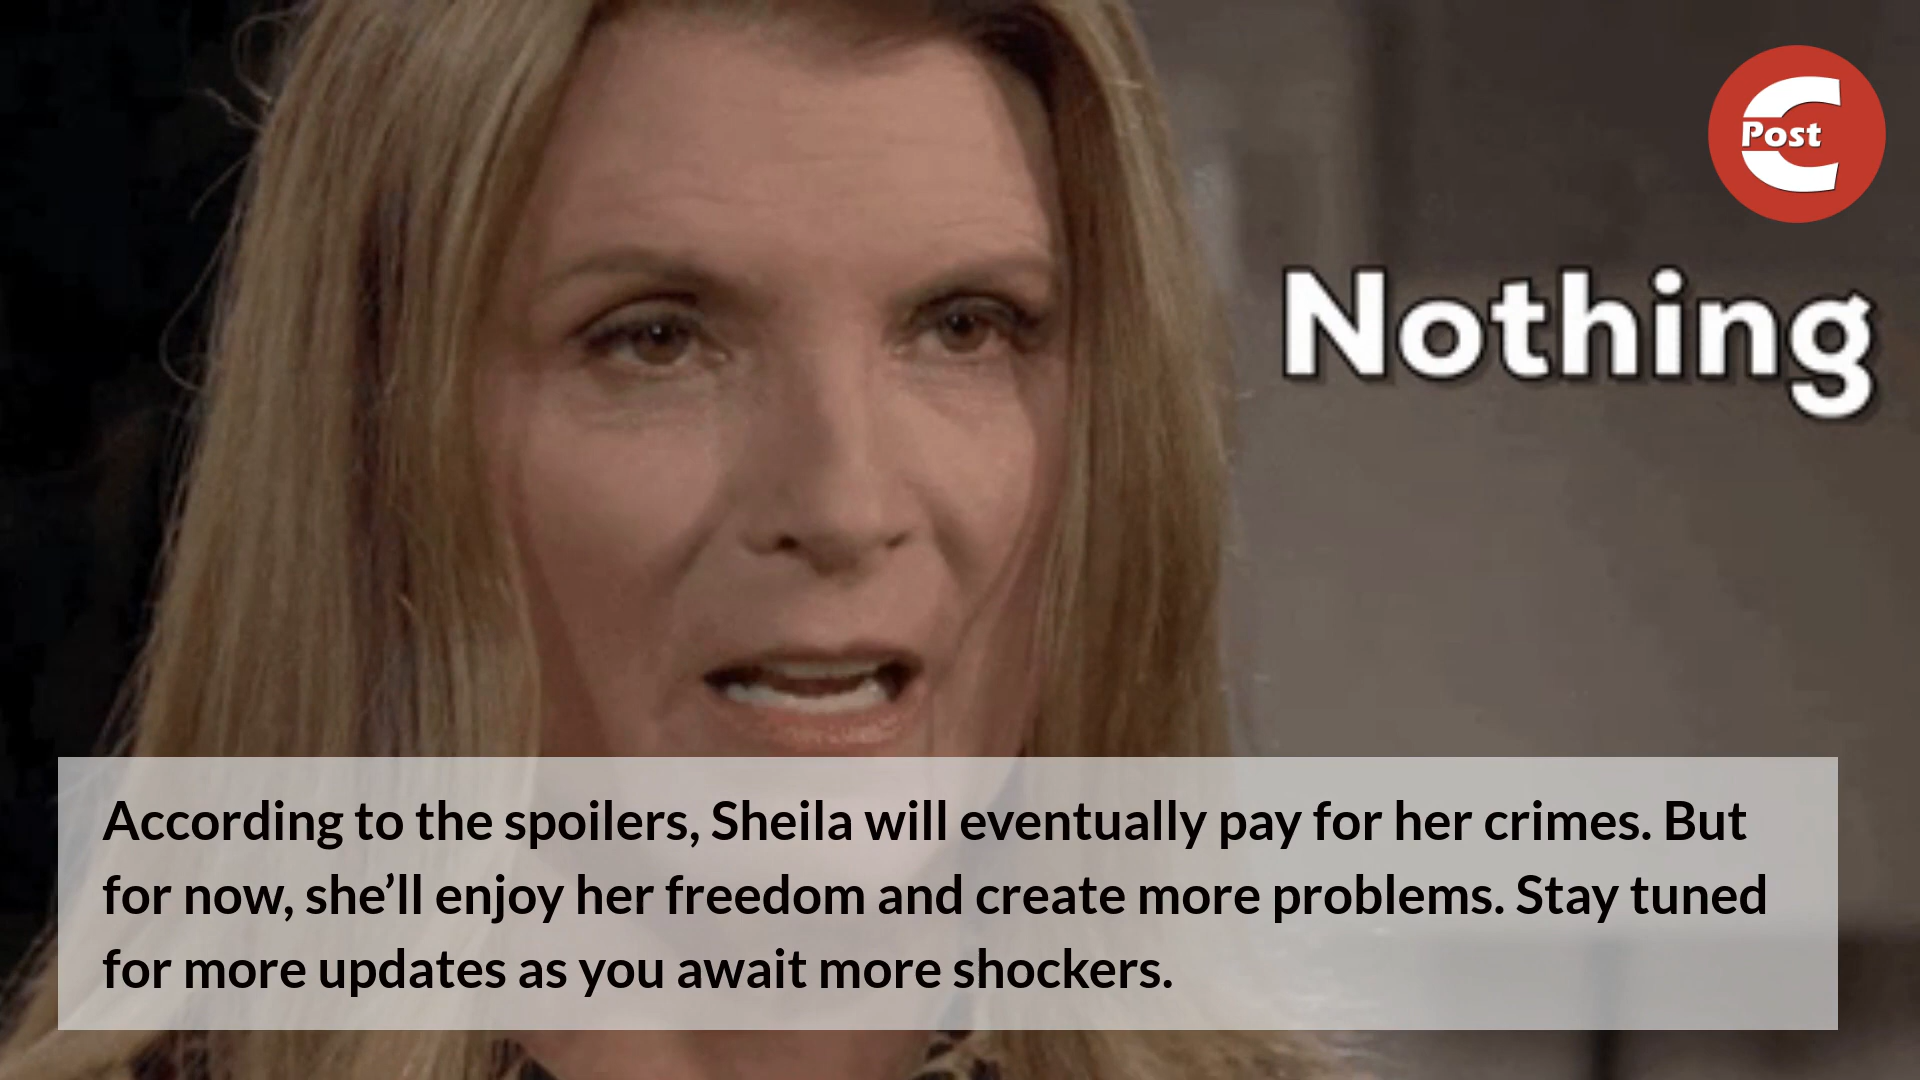 Post
Nothing
According to the spoilers, Sheila will eventually pay for her crimes. But
for now, she’ll enjoy her freedom and create more problems. Stay tuned
for more updates as you await more shockers.